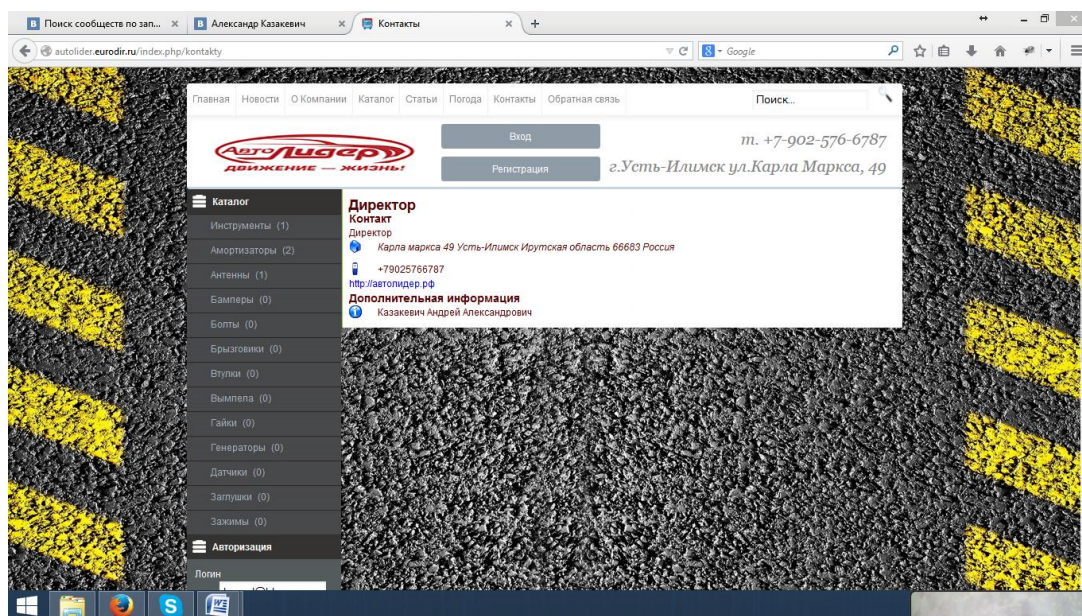 Поиск сообществ по зап...
Александр Казакевич
Контакты
autolider.eurodir.ru/index.php/kontakty
Google
Главная Новости О Компании Каталог Статьи Погода Контакты Обратная связь
Поиск...
АвтоЛидер
движение — жизнь!
Вход
Регистрация
т. +7-902-576-6787
г.Усть-Илимск ул.Карла Маркса, 49
Каталог
Инструменты (1)
Амортизаторы (2)
Антенны (1)
Бамперы (0)
Болты (0)
Брызговики (0)
Втулки (0)
Вымпела (0)
Гайки (0)
Генераторы (0)
Датчики (0)
Заглушки (0)
Зажимы (0)
Авторизация
Логин
Директор
Контакт
Директор
Карла маркса 49 Усть-Илимск Ирутская область 66683 Россия
+79025766787
http://автолидер.рф
Дополнительная информация
Казакевич Андрей Александрович